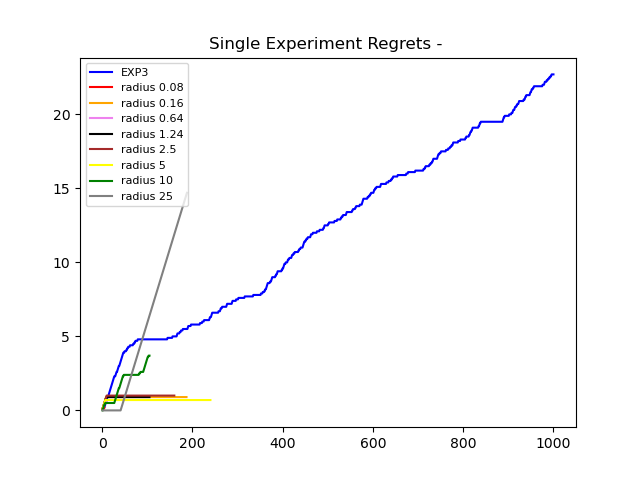 Single Experiment Regrets -
EXP3
radius 0.08
radius 0.16
radius 0.64
radius 1.24
radius 2.5
radius 5
radius 10
radius 25
20
15
10
5
0
0 200 400 600 800 1000